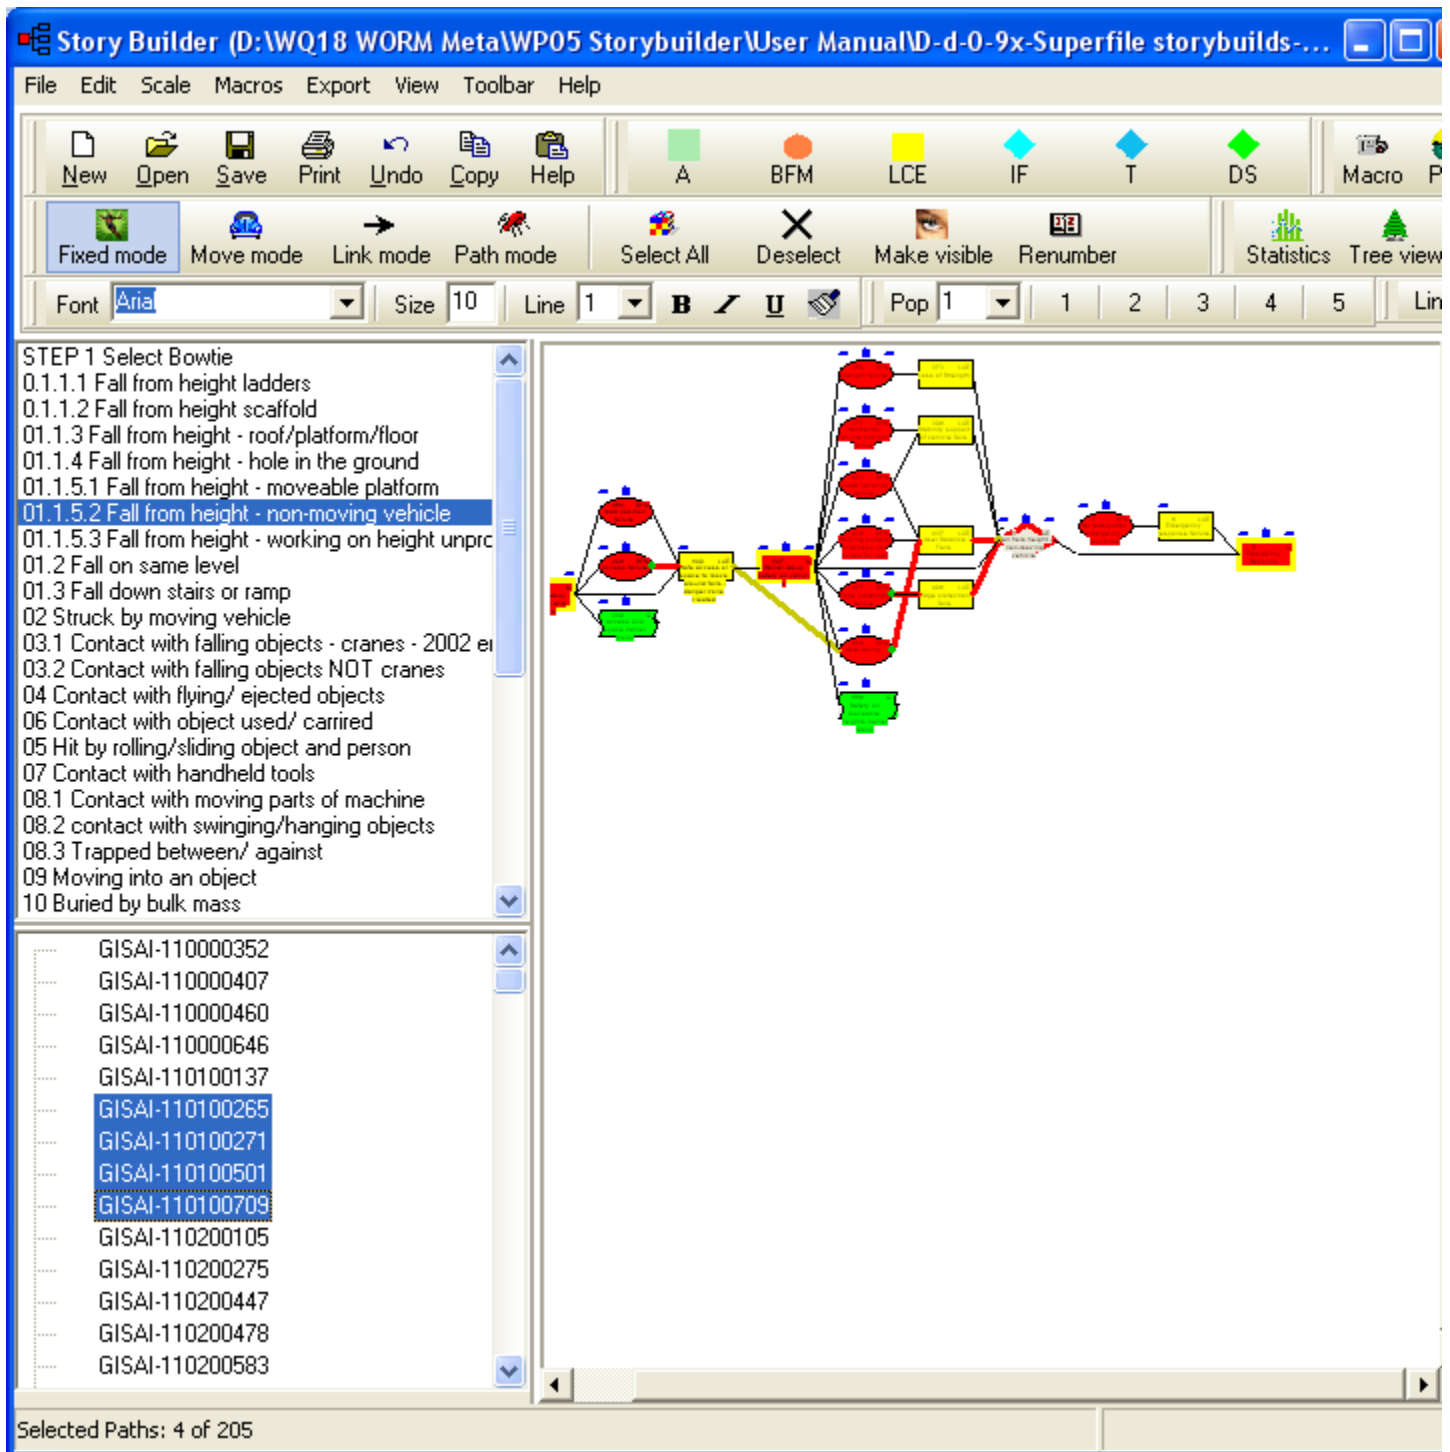 Story Builder (D:\WQ18 WORM Meta\WP05 Storybuilder\User Manual\D-d-0-9x-Superfile storybuilds-...
File Edit Scale Macros Export View Toolbar Help
New Open Save Print Undo Copy Help A BFM LCE IF T DS Macro P
Fixed mode Move mode Link mode Path mode Select All Deselect Make visible Renumber Statistics Tree view
Font Arial Size 10 Line 1 B I U Pop 1 1 2 3 4 5 Lin
STEP 1 Select Bowtie
0.1.1.1 Fall from height ladders
0.1.1.2 Fall from height scaffold
01.1.3 Fall from height - roof/platform/floor
01.1.4 Fall from height - hole in the ground
01.1.5.1 Fall from height - moveable platform
01.1.5.2 Fall from height - non-moving vehicle
01.1.5.3 Fall from height - working on height unprc
01.2 Fall on same level
01.3 Fall down stairs or ramp
02 Struck by moving vehicle
03.1 Contact with falling objects - cranes - 2002 er
03.2 Contact with falling objects NOT cranes
04 Contact with flying/ ejected objects
06 Contact with object used/ carrired
05 Hit by rolling/sliding object and person
07 Contact with handheld tools
08.1 Contact with moving parts of machine
08.2 contact with swinging/hanging objects
08.3 Trapped between/ against
09 Moving into an object
10 Buried by bulk mass
GISAI-110000352
GISAI-110000407
GISAI-110000460
GISAI-110000646
GISAI-110100137
GISAI-110100265
GISAI-110100271
GISAI-110100501
GISAI-110100709
GISAI-110200105
GISAI-110200275
GISAI-110200447
GISAI-110200478
GISAI-110200583
Selected Paths: 4 of 205